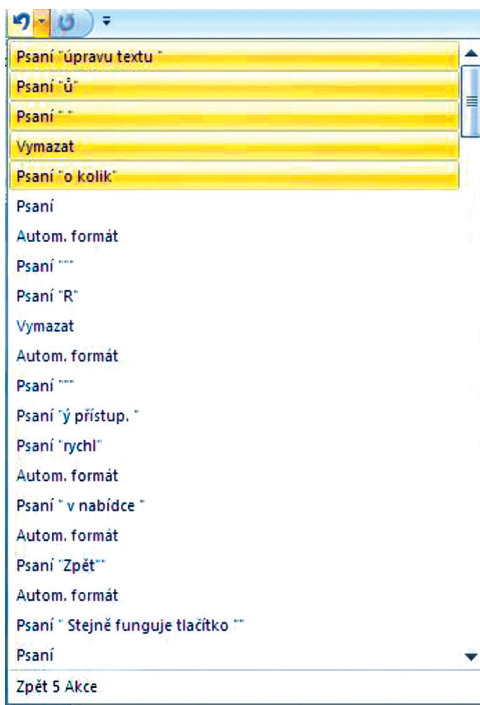 Psaní "úpravu textu "
Psaní "ů"
Psaní " "
Vymazat
Psaní "o kolik"
Psaní
Autom. formát
Psaní """
Psaní "R"
Vymazat
Autom. formát
Psaní """
Psaní "ý přístup. "
Psaní "rychl"
Autom. formát
Psaní " v nabídce "
Autom. formát
Psaní "Zpět""
Autom. formát
Psaní " Stejně funguje tlačítko ""
Psaní
Zpět 5 Akce